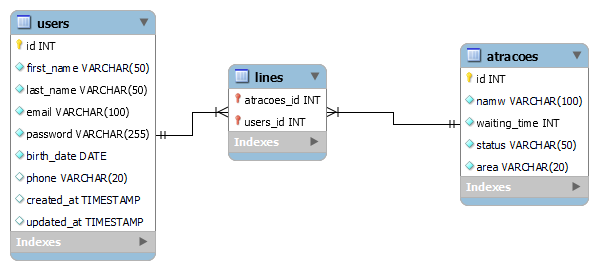 users
id INT
first_name VARCHAR(50)
last_name VARCHAR(50)
email VARCHAR(100)
password VARCHAR(255)
birth_date DATE
phone VARCHAR(20)
created_at TIMESTAMP
updated_at TIMESTAMP
Indexes
lines
atracoes_id INT
users_id INT
Indexes
atracoes
id INT
namw VARCHAR(100)
waiting_time INT
status VARCHAR(50)
area VARCHAR(20)
Indexes